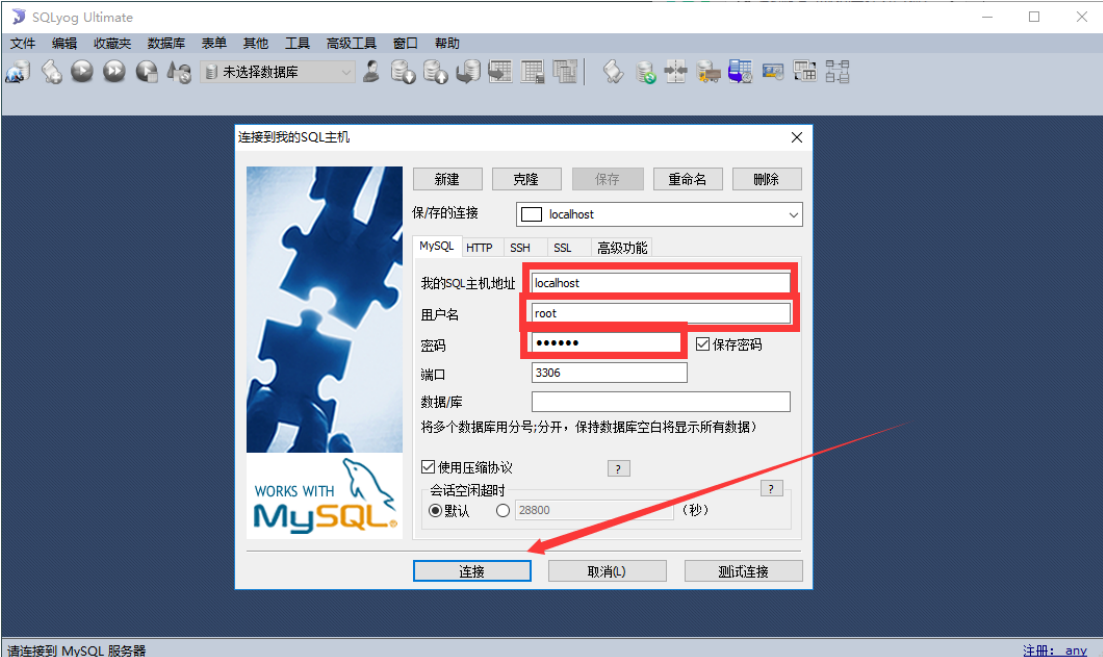 SQLyog Ultimate
文件 编辑 收藏夹 数据库 表单 其他 工具 高级工具 窗口 帮助
未选择数据库
连接到我的SQL主机
新建 克隆 保存 重命名 删除
保/存的连接 localhost
MySQL HTTP SSH SSL 高级功能
我的SQL主机地址 localhost
用户名 root
密码 •••••• 保存密码
端口 3306
数据/库
将多个数据库用分号;分开，保持数据库空白将显示所有数据）
使用压缩协议 ?
会话空闲超时 ?
默认 28800 （秒）
WORKS WITH
MySQL®
连接 取消(L) 测试连接
请连接到 MySQL 服务器 注册： any